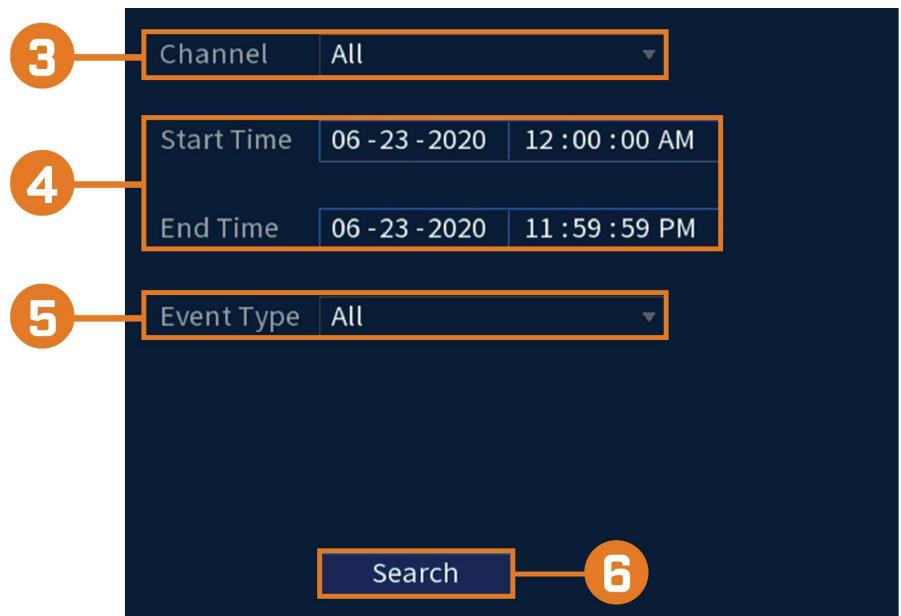 3 Channel All
4 Start Time 06 - 23 - 2020 12 : 00 : 00 AM
End Time 06 - 23 - 2020 11 : 59 : 59 PM
5 Event Type All
Search 6